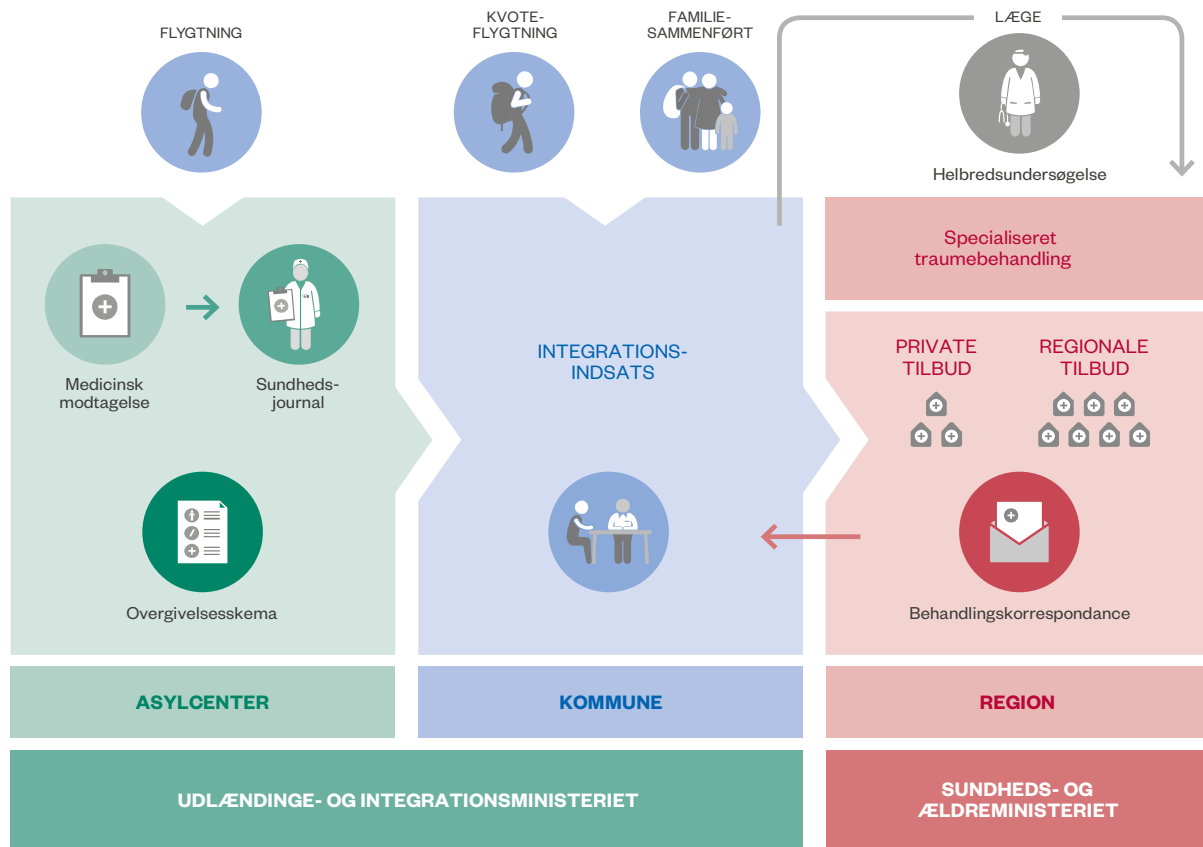 FLYGTNING
KVOTE-
FLYGTNING
FAMILIE-
SAMMENFØRT
LÆGE
Helbredsundersøgelse
Medicinsk
modtagelse
Sundheds-
journal
Overgivelsesskema
INTEGRATIONS-
INDSATS
Specialiseret
traumebehandling
PRIVATE
TILBUD
REGIONALE
TILBUD
Behandlingskorrespondance
ASYLCENTER
KOMMUNE
REGION
UDLÆNDINGE- OG INTEGRATIONSMINISTERIET
SUNDHEDS- OG
ÆLDREMINISTERIET